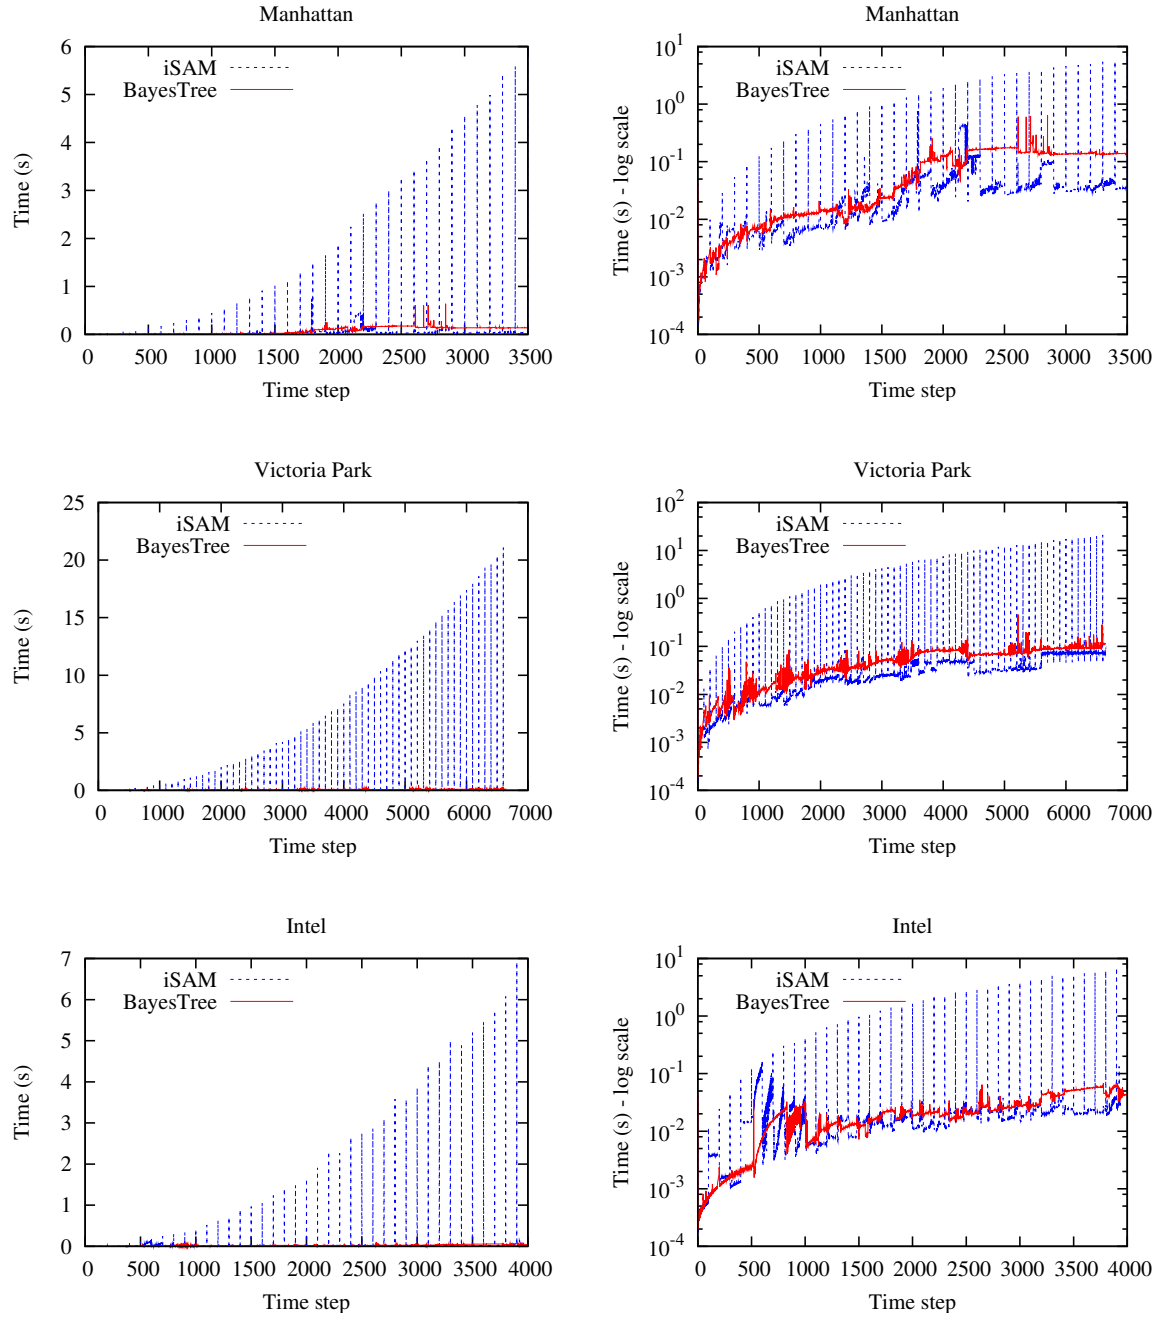 Manhattan
6
5
4
3
2
1
0
Time (s)
iSAM
BayesTree
0 500 1000 1500 2000 2500 3000 3500
Time step
Manhattan
10^1
10^0
10^-1
10^-2
10^-3
10^-4
Time (s) - log scale
iSAM
BayesTree
0 500 1000 1500 2000 2500 3000 3500
Time step
Victoria Park
25
20
15
10
5
0
Time (s)
iSAM
BayesTree
0 1000 2000 3000 4000 5000 6000 7000
Time step
Victoria Park
10^2
10^1
10^0
10^-1
10^-2
10^-3
10^-4
Time (s) - log scale
iSAM
BayesTree
0 1000 2000 3000 4000 5000 6000 7000
Time step
Intel
7
6
5
4
3
2
1
0
Time (s)
iSAM
BayesTree
0 500 1000 1500 2000 2500 3000 3500 4000
Time step
Intel
10^1
10^0
10^-1
10^-2
10^-3
10^-4
Time (s) - log scale
iSAM
BayesTree
0 500 1000 1500 2000 2500 3000 3500 4000
Time step